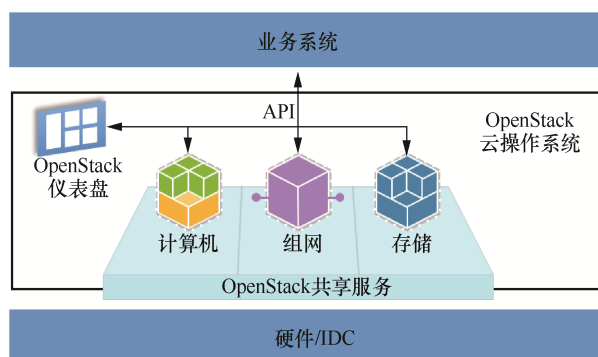 业务系统
API
OpenStack
云操作系统
OpenStack
仪表盘
计算机
组网
存储
OpenStack共享服务
硬件/IDC